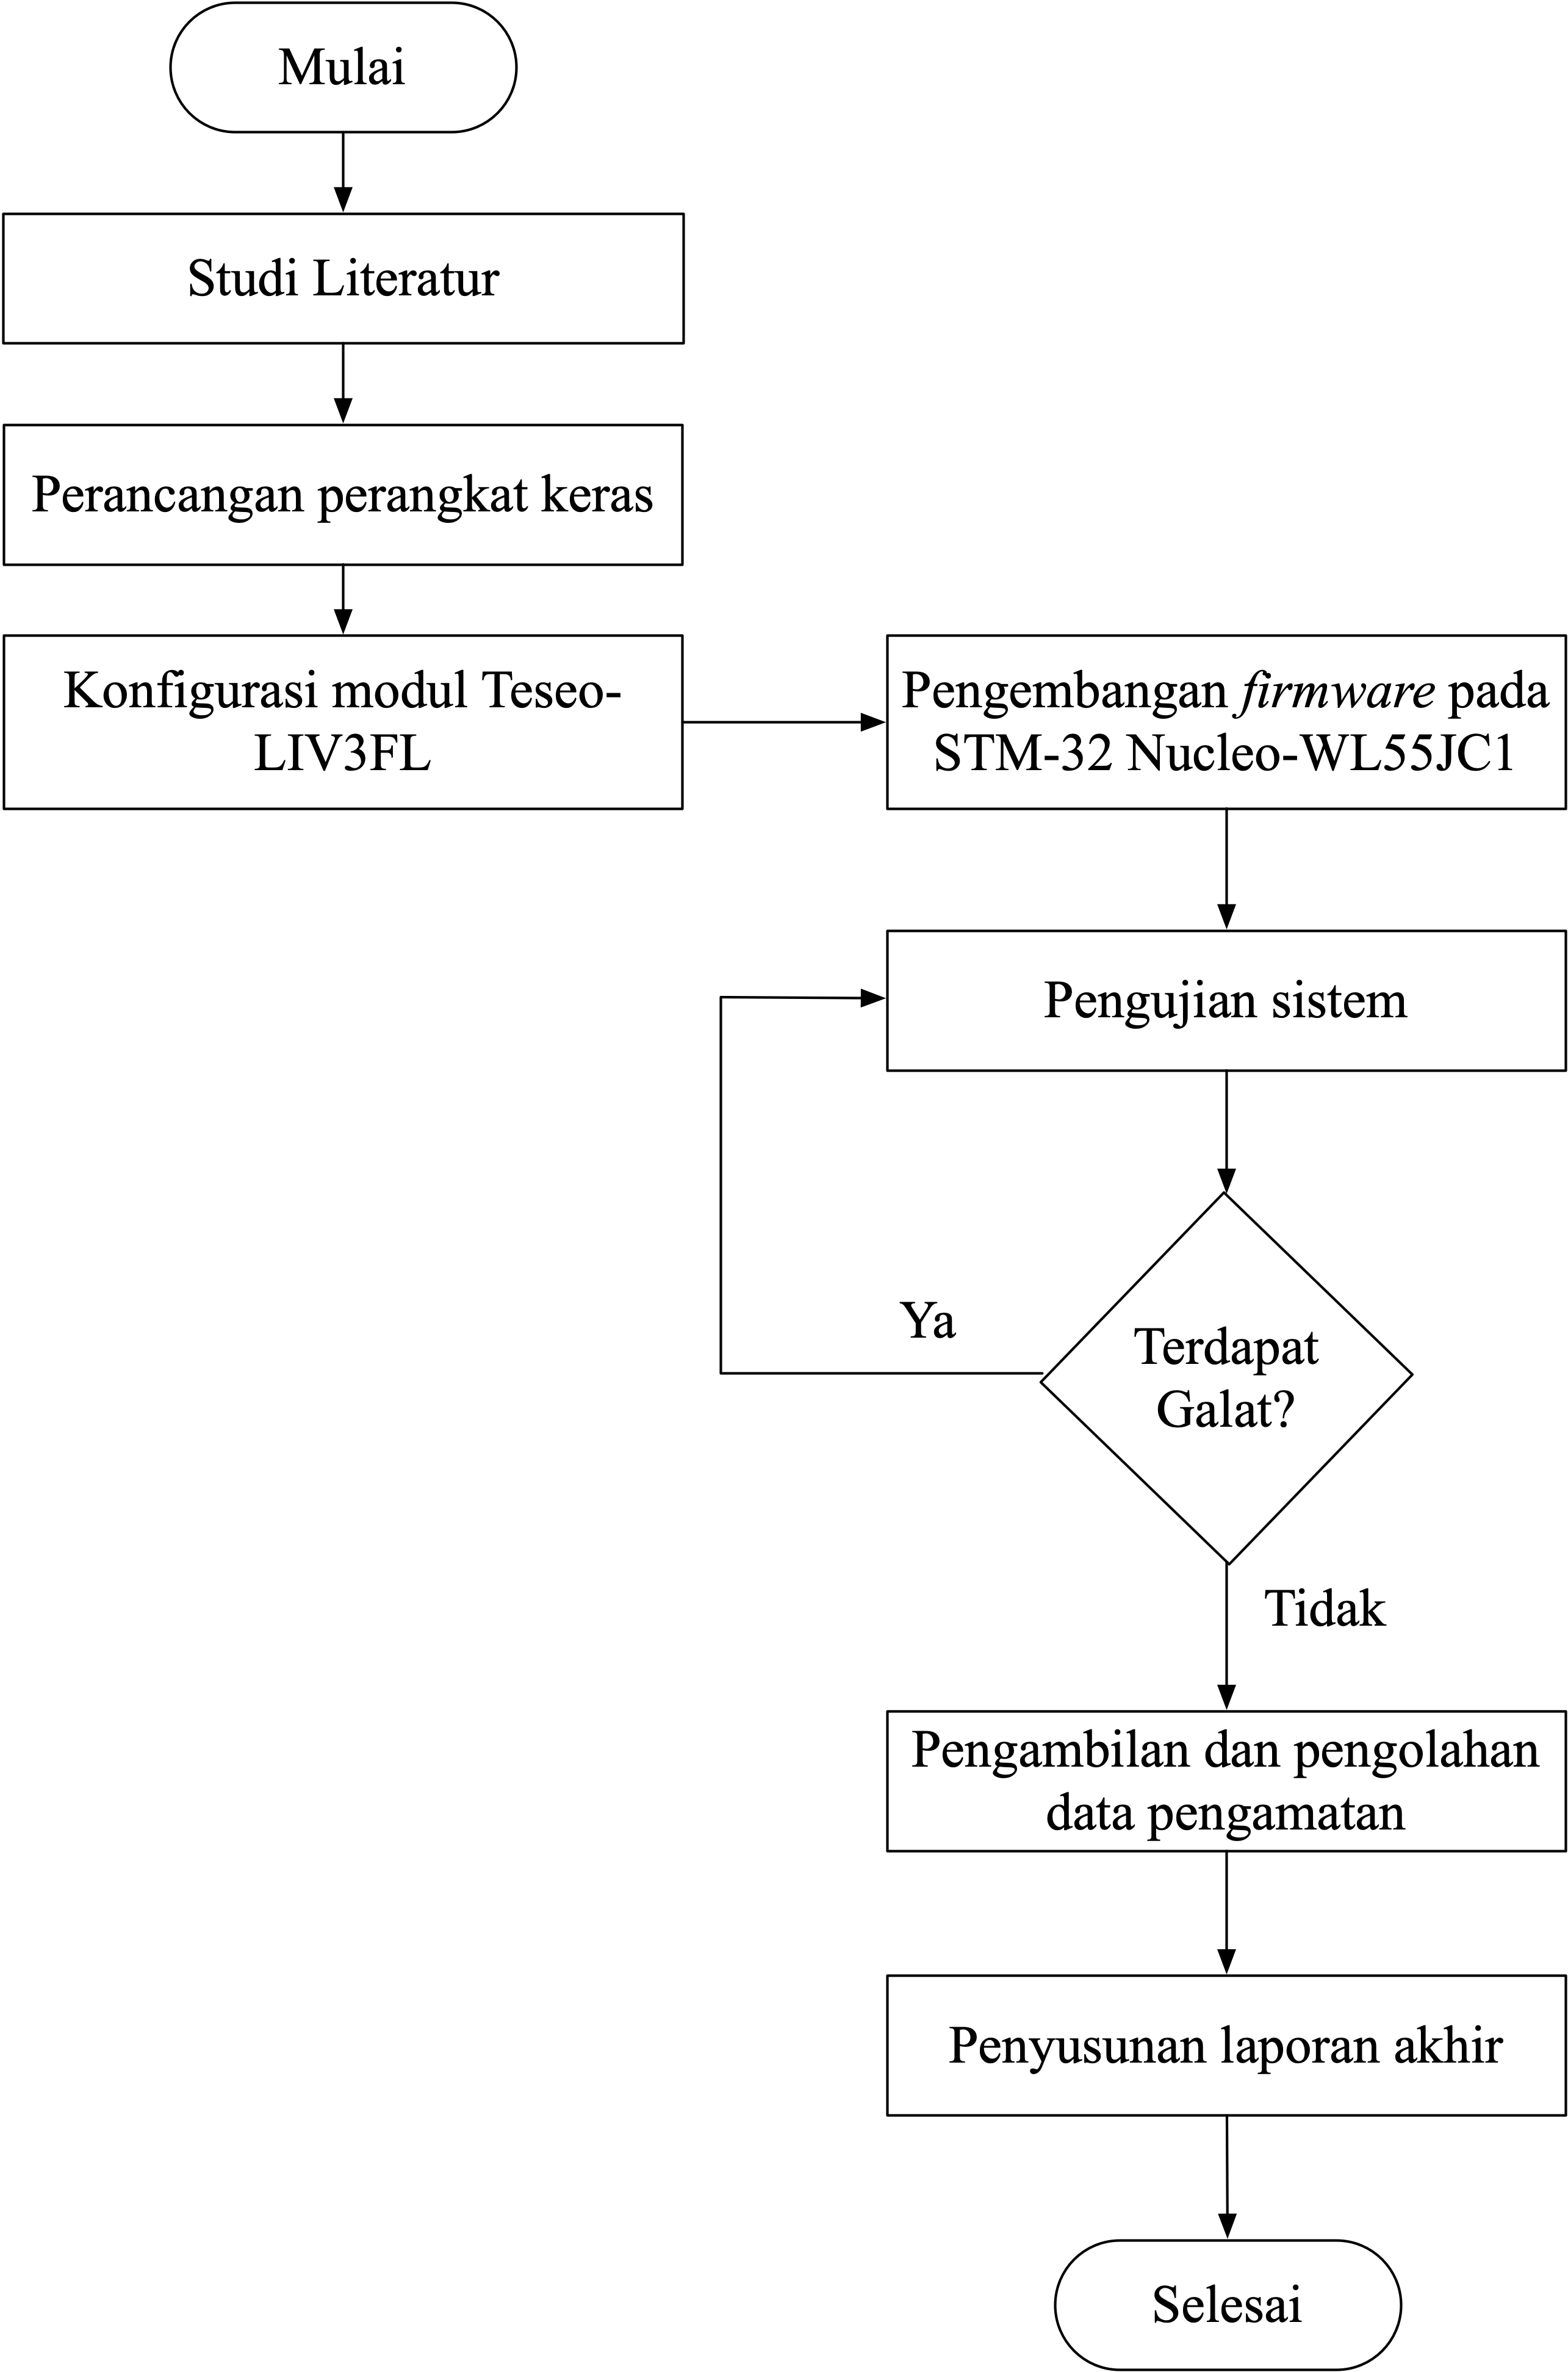 Mulai
Studi Literatur
Perancangan perangkat keras
Konfigurasi modul Teseo-
LIV3FL
Pengembangan firmware pada
STM-32 Nucleo-WL55JC1
Pengujian sistem
Ya
Terdapat
Galat?
Tidak
Pengambilan dan pengolahan
data pengamatan
Penyusunan laporan akhir
Selesai